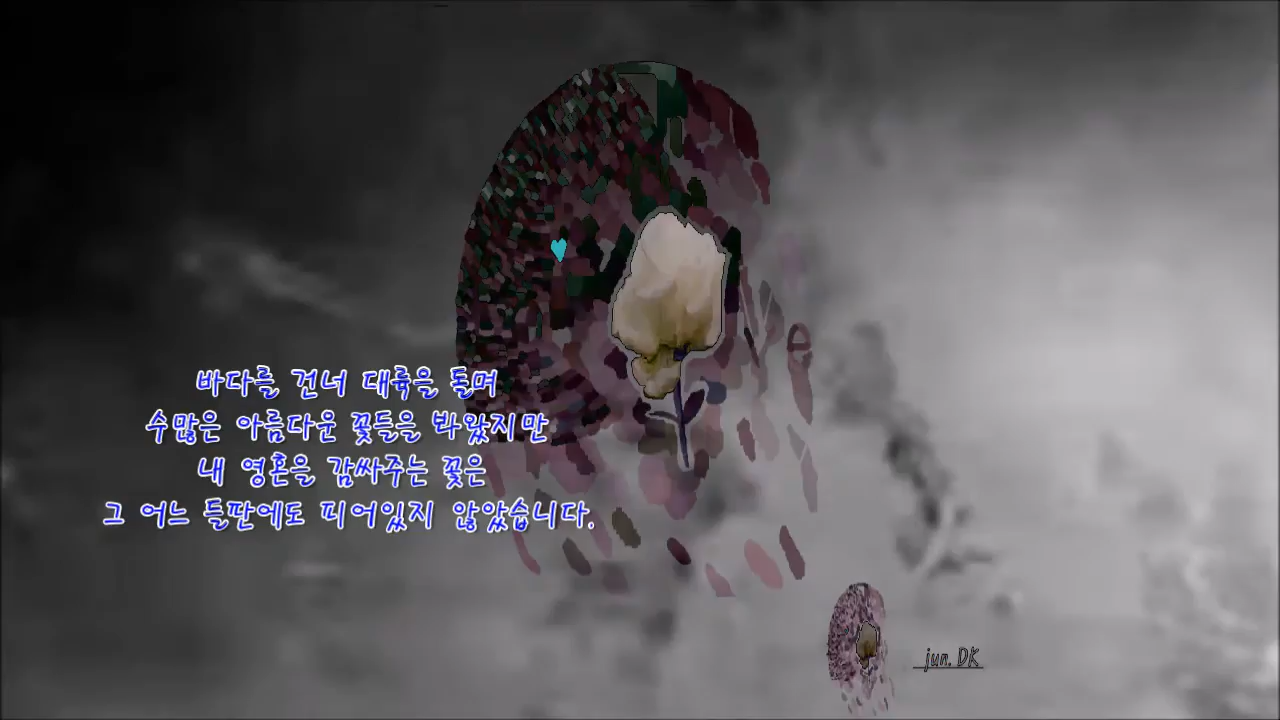 바다를 건너 대륙을 돌며
수많은 아름다운 꽃들을 봐왔지만
내 영혼을 감싸주는 꽃은
그 어느 들판에도 피어있지 않았습니다.
jun. DK